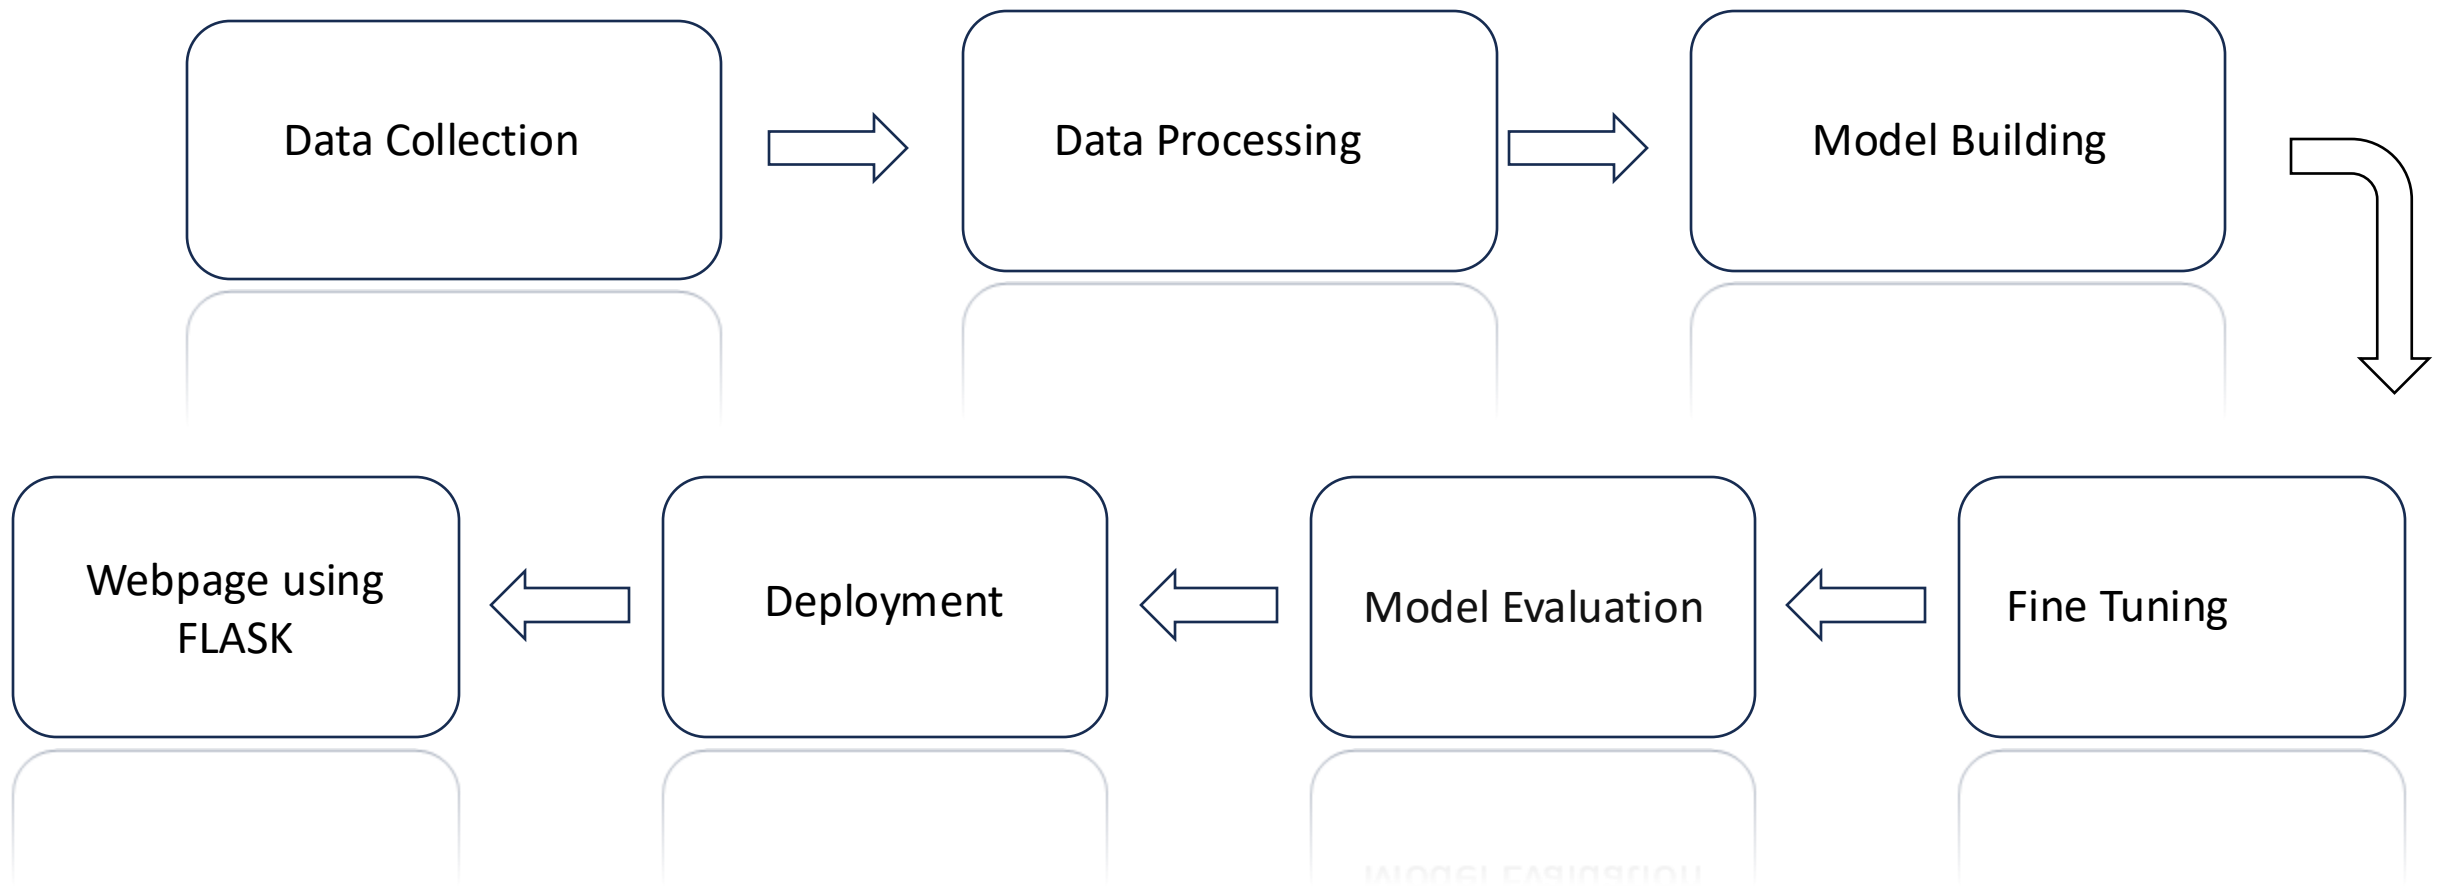 Data Collection
Data Processing
Model Building
Fine Tuning
Model Evaluation
Deployment
Webpage using
FLASK